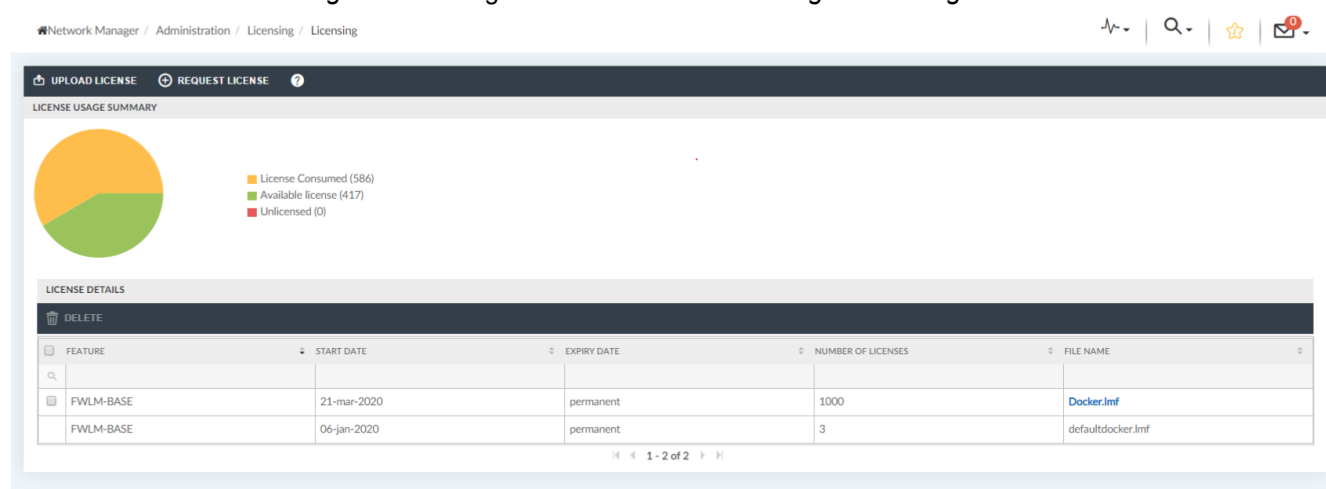 Network Manager / Administration / Licensing / Licensing
0
UPLOAD LICENSE REQUEST LICENSE ?
LICENSE USAGE SUMMARY
License Consumed (586)
Available license (417)
Unlicensed (0)
LICENSE DETAILS
DELETE
FEATURE START DATE EXPIRY DATE NUMBER OF LICENSES FILE NAME
FWLM-BASE 21-mar-2020 permanent 1000 Docker.lmf
FWLM-BASE 06-jan-2020 permanent 3 defaultdocker.lmf
1 - 2 of 2